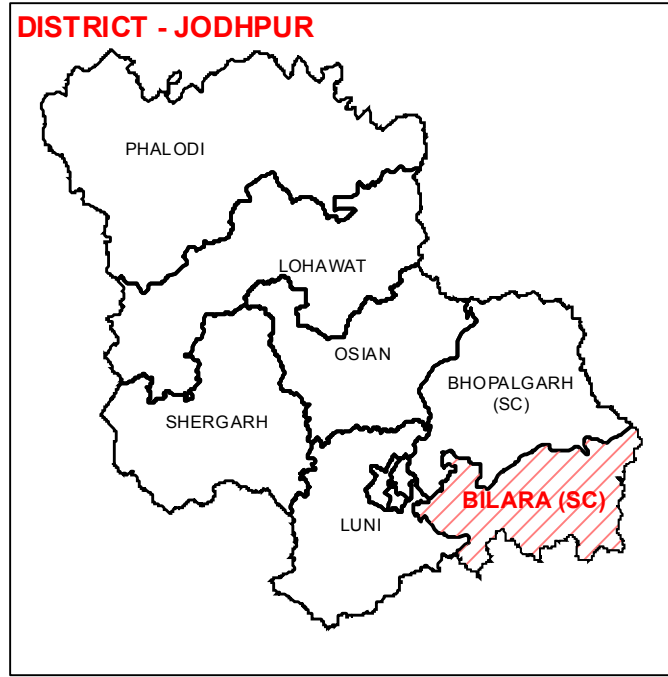 DISTRICT - JODHPUR
PHALODI
LOHAWAT
OSIAN
BHOPALGARH
(SC)
SHERGARH
BILARA (SC)
LUNI